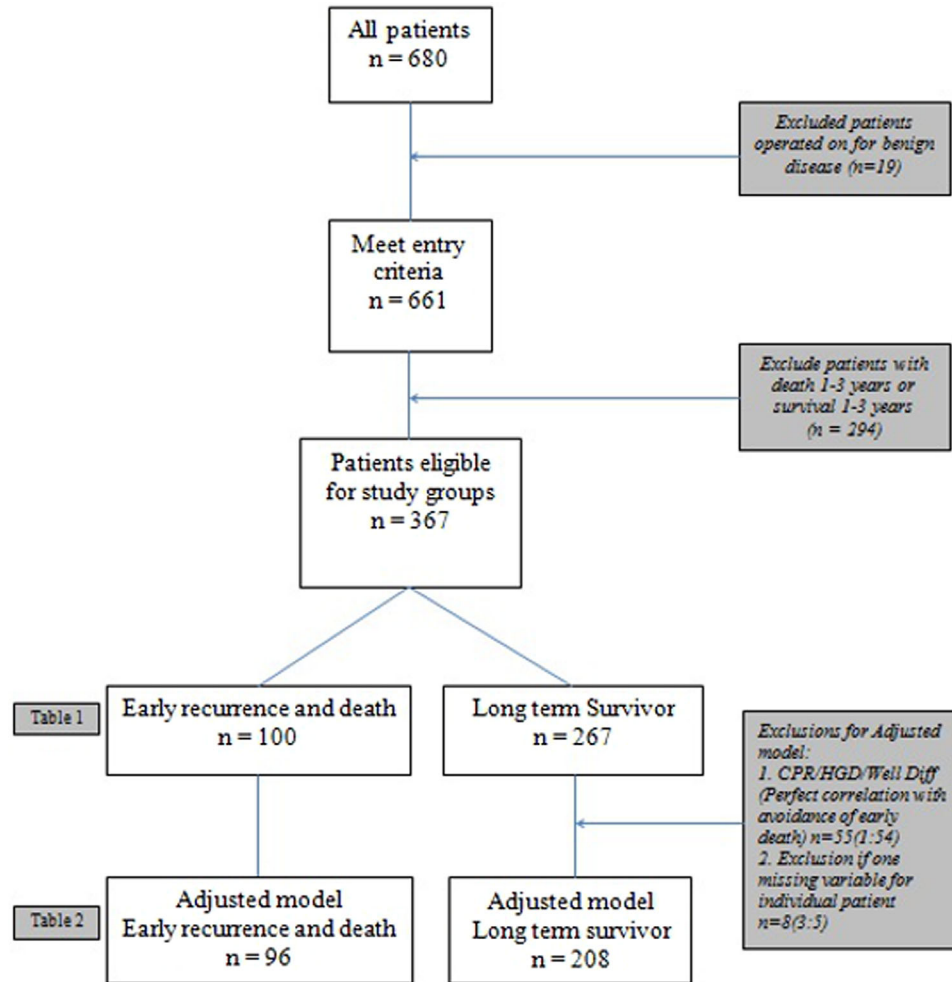 All patients
n = 680
Excluded patients
operated on for benign
disease (n=19)
Meet entry
criteria
n = 661
Exclude patients with
death 1-3 years or
survival 1-3 years
(n = 294)
Patients eligible
for study groups
n = 367
Table 1
Early recurrence and death
n = 100
Long term Survivor
n = 267
Exclusions for Adjusted
model:
1. CPR/HGD/Well Diff
(Perfect correlation with
avoidance of early
death) n=55(1:54)
2. Exclusion if one
missing variable for
individual patient
n=8(3:5)
Table 2
Adjusted model
Early recurrence and death
n = 96
Adjusted model
Long term survivor
n = 208